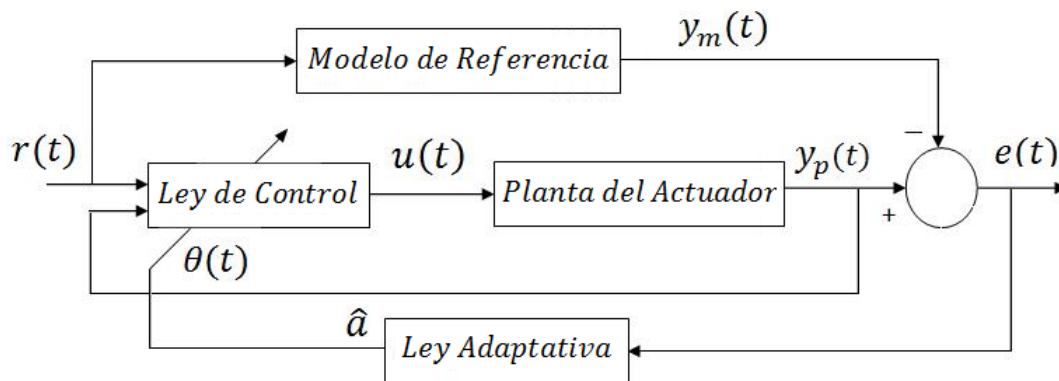 y_m(t)
Modelo de Referencia
−
r(t)
u(t)
y_p(t)
e(t)
Ley de Control
Planta del Actuador
+
θ(t)
â
Ley Adaptativa